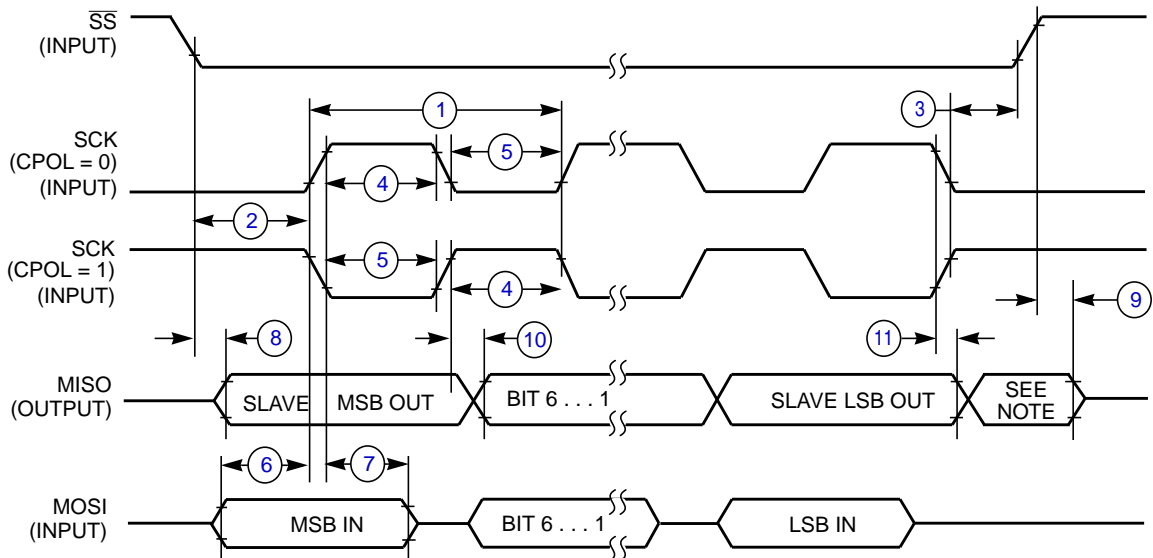 SS
(INPUT)
1
3
SCK
(CPOL = 0)
(INPUT)
5
4
2
SCK
(CPOL = 1)
(INPUT)
5
4
9
8
10
11
MISO
(OUTPUT)
SLAVE MSB OUT
BIT 6 . . . 1
SLAVE LSB OUT
SEE
NOTE
6
7
MOSI
(INPUT)
MSB IN
BIT 6 . . . 1
LSB IN